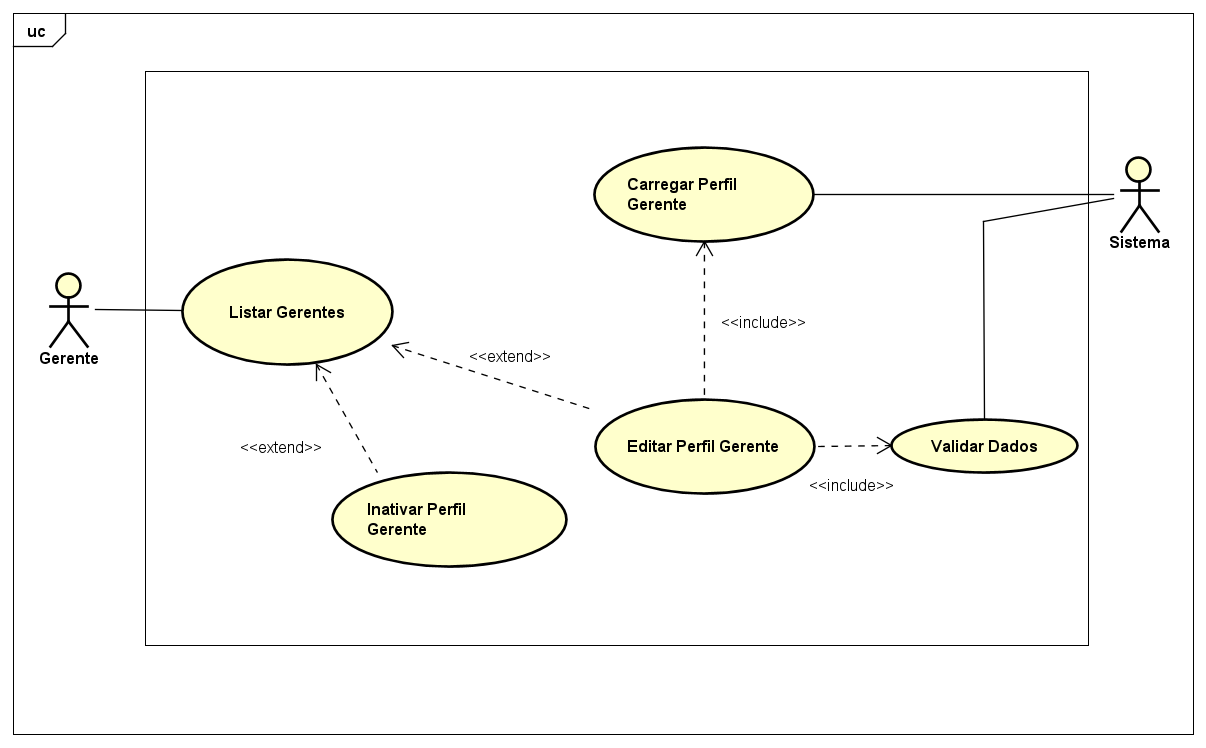 uc
Carregar Perfil
Gerente
Sistema
Listar Gerentes
Gerente
<<include>>
<<extend>>
<<extend>>
Editar Perfil Gerente
Validar Dados
<<include>>
Inativar Perfil
Gerente